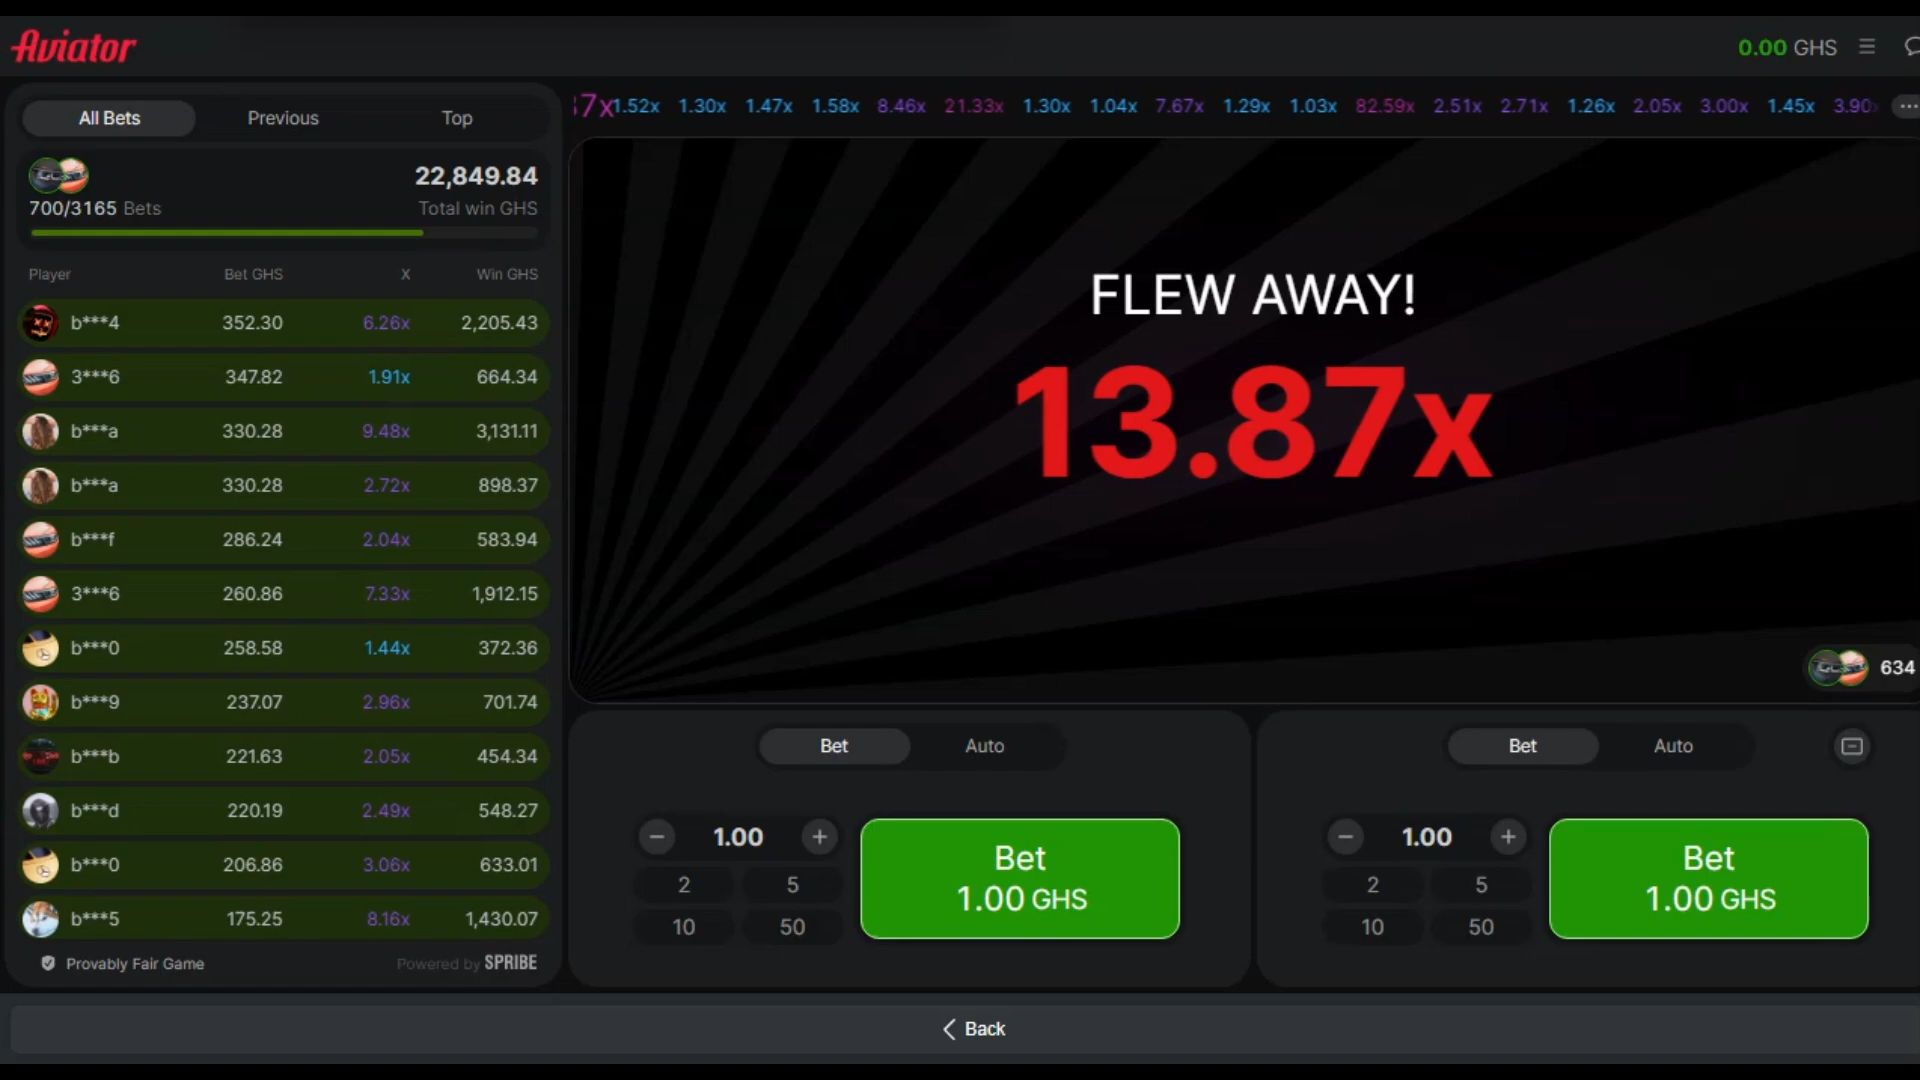 Aviator
0.00 GHS
All Bets Previous Top
22,849.84
700/3165 Bets Total win GHS
Player Bet GHS X Win GHS
b***4 352.30 6.26x 2,205.43
3***6 347.82 1.91x 664.34
b***a 330.28 9.48x 3,131.11
b***a 330.28 2.72x 898.37
b***f 286.24 2.04x 583.94
3***6 260.86 7.33x 1,912.15
b***0 258.58 1.44x 372.36
b***9 237.07 2.96x 701.74
b***b 221.63 2.05x 454.34
b***d 220.19 2.49x 548.27
b***0 206.86 3.06x 633.01
b***5 175.25 8.16x 1,430.07
Provably Fair Game Powered by SPRIBE
7x 1.52x 1.30x 1.47x 1.58x 8.46x 21.33x 1.30x 1.04x 7.67x 1.29x 1.03x 82.59x 2.51x 2.71x 1.26x 2.05x 3.00x 1.45x 3.90
FLEW AWAY!
13.87x
634
Bet Auto
1.00
2 5
10 50
Bet
1.00 GHS
Bet Auto
1.00
2 5
10 50
Bet
1.00 GHS
Back